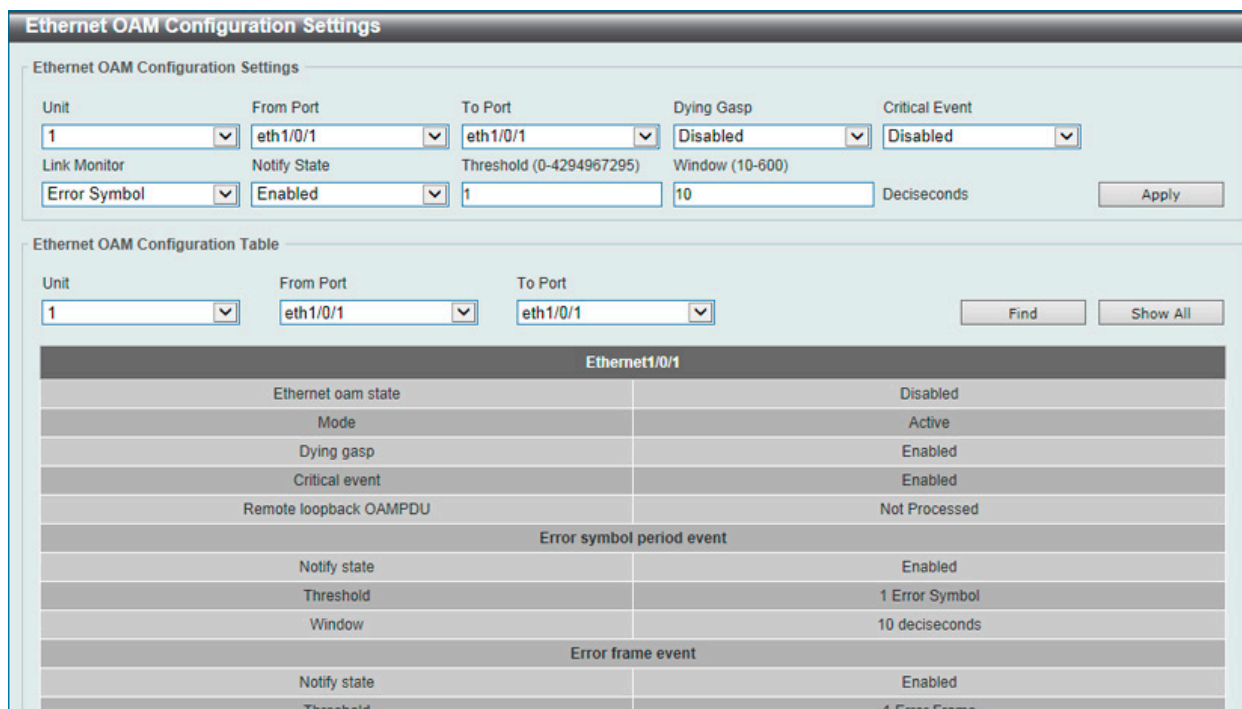 Ethernet OAM Configuration Settings
Ethernet OAM Configuration Settings
Unit From Port To Port Dying Gasp Critical Event
1 eth1/0/1 eth1/0/1 Disabled Disabled
Link Monitor Notify State Threshold (0-4294967295) Window (10-600)
Error Symbol Enabled 1 10 Deciseconds Apply
Ethernet OAM Configuration Table
Unit From Port To Port
1 eth1/0/1 eth1/0/1 Find Show All
Ethernet1/0/1
Ethernet oam state Disabled
Mode Active
Dying gasp Enabled
Critical event Enabled
Remote loopback OAMPDU Not Processed
Error symbol period event
Notify state Enabled
Threshold 1 Error Symbol
Window 10 deciseconds
Error frame event
Notify state Enabled
Threshold 1 Error Frame